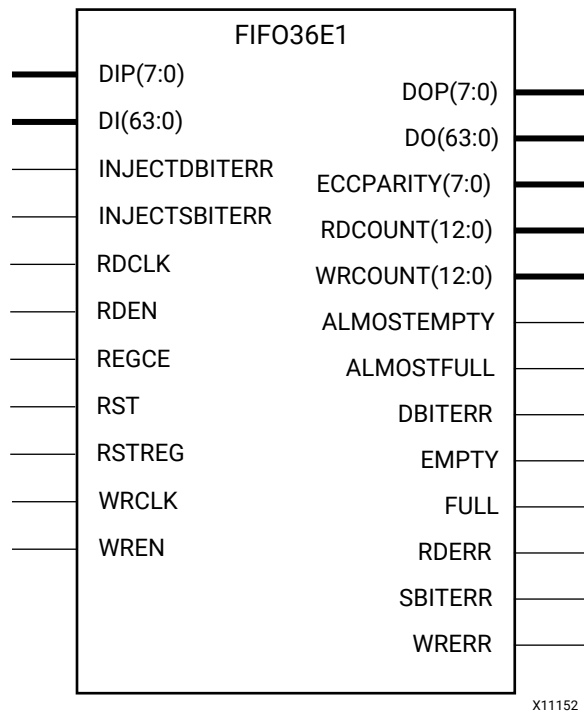 FIFO36E1
DIP(7:0)
DI(63:0)
INJECTDBITERR
INJECTSBITERR
RDCLK
RDEN
REGCE
RST
RSTREG
WRCLK
WREN
DOP(7:0)
DO(63:0)
ECCPARITY(7:0)
RDCOUNT(12:0)
WRCOUNT(12:0)
ALMOSTEMPTY
ALMOSTFULL
DBITERR
EMPTY
FULL
RDERR
SBITERR
WRERR
X11152